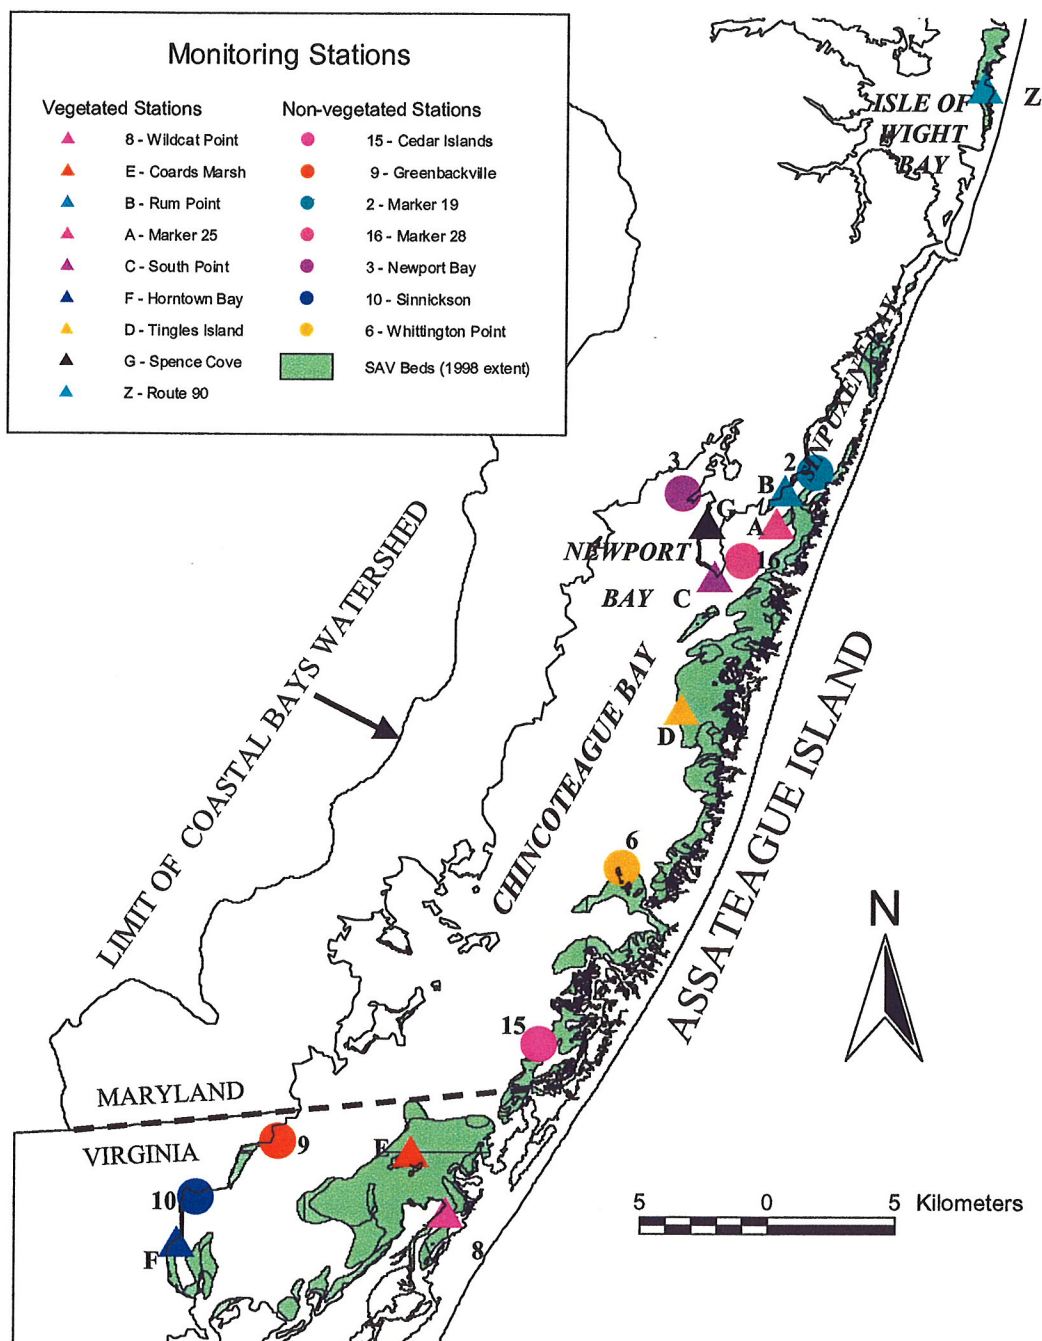 Monitoring Stations
Vegetated Stations
8 - Wildcat Point
E - Coards Marsh
B - Rum Point
A - Marker 25
C - South Point
F - Horntown Bay
D - Tingles Island
G - Spence Cove
Z - Route 90
Non-vegetated Stations
15 - Cedar Islands
9 - Greenbackville
2 - Marker 19
16 - Marker 28
3 - Newport Bay
10 - Sinnickson
6 - Whittington Point
SAV Beds (1998 extent)
Z
ISLE OF
WIGHT
BAY
SINPUXENT BAY
3
2
B
G
A
16
NEWPORT
BAY
C
LIMIT OF COASTAL BAYS WATERSHED
CHINCOTEAGUE BAY
D
ASSATEAGUE ISLAND
6
N
15
MARYLAND
VIRGINIA
9
E
10
F
8
5 0 5 Kilometers